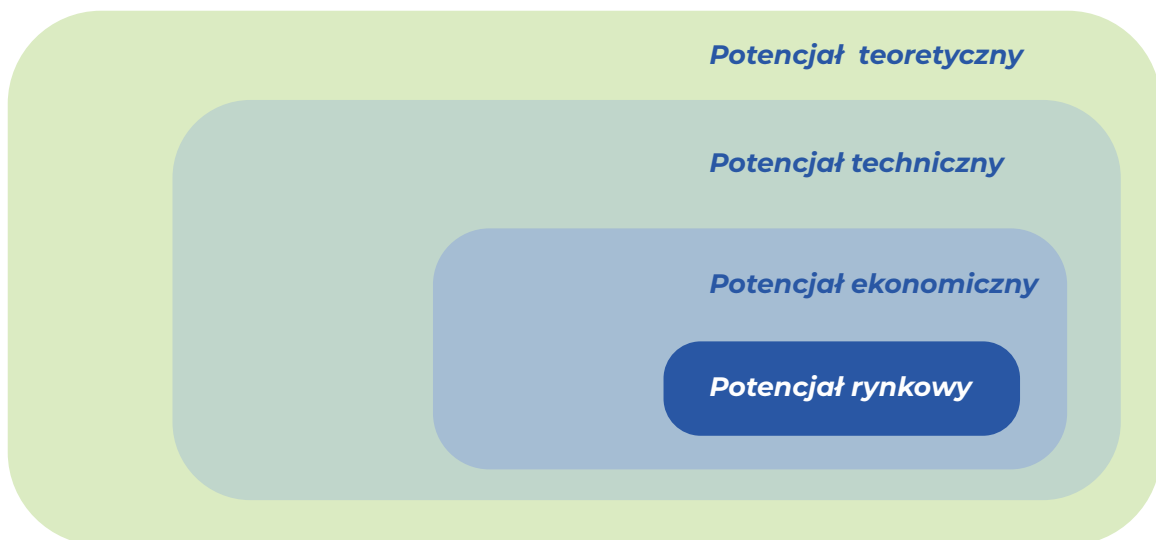 Potencjał teoretyczny
Potencjał techniczny
Potencjał ekonomiczny
Potencjał rynkowy